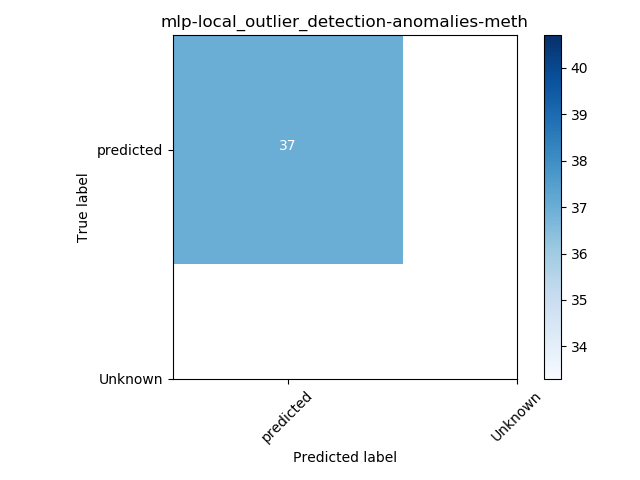 mlp-local_outlier_detection-anomalies-meth
True label
predicted
Unknown
37
predicted
Unknown
Predicted label
40
39
38
37
36
35
34